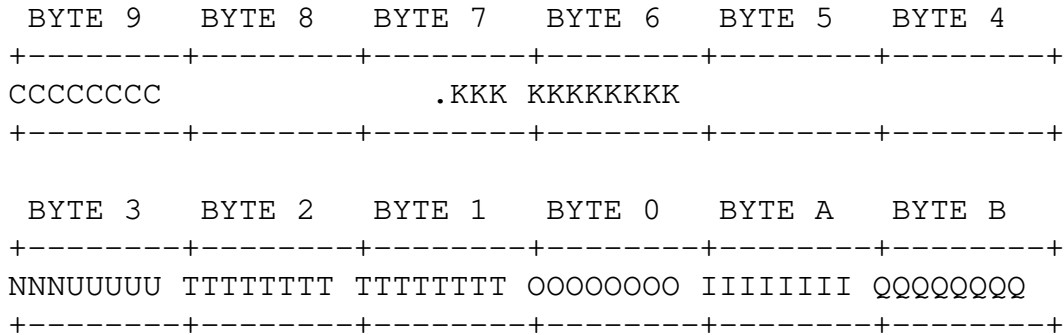 BYTE 9 BYTE 8 BYTE 7 BYTE 6 BYTE 5 BYTE 4
+--------+--------+--------+--------+--------+--------+
CCCCCCCC .KKK KKKKKKKK
+--------+--------+--------+--------+--------+--------+
BYTE 3 BYTE 2 BYTE 1 BYTE 0 BYTE A BYTE B
+--------+--------+--------+--------+--------+--------+
NNNUUUUU TTTTTTTT TTTTTTTT OOOOOOOO IIIIIIII QQQQQQQQ
+--------+--------+--------+--------+--------+--------+